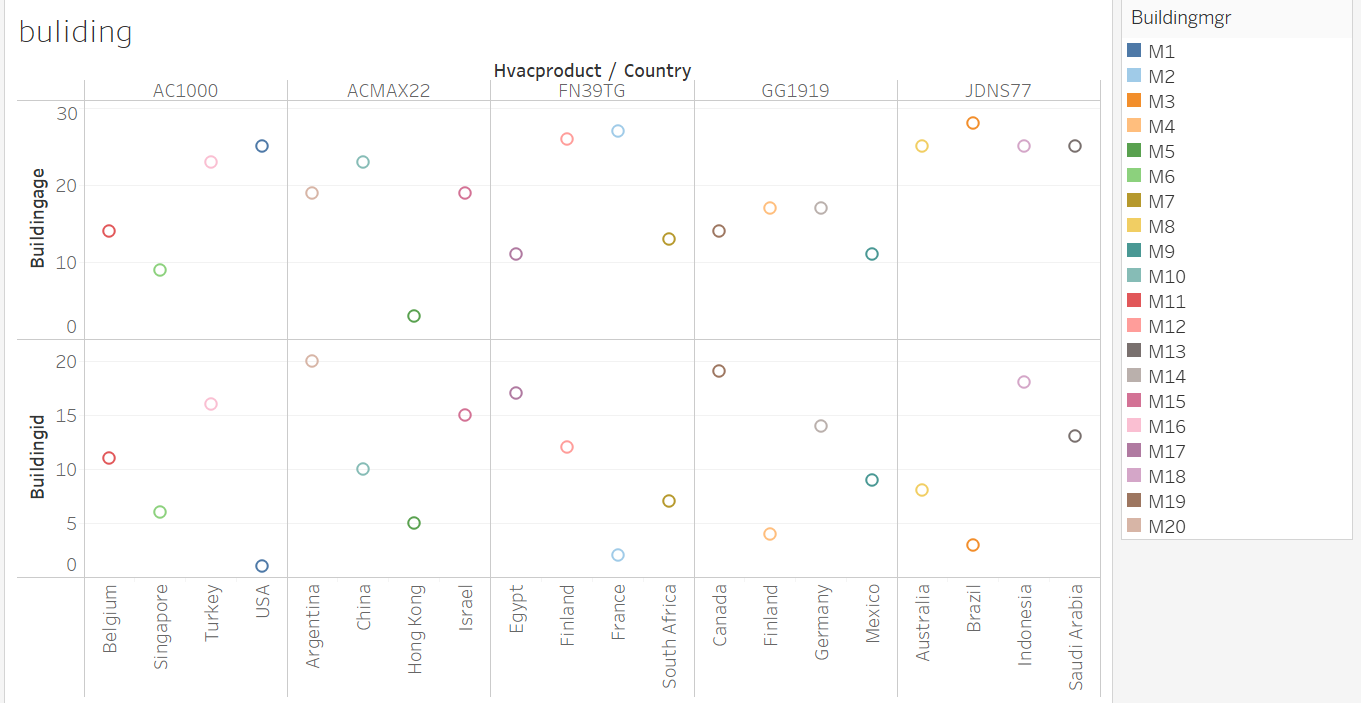 buliding
Hvacproduct / Country
AC1000 ACMAX22 FN39TG GG1919 JDNS77
Buildingage
30
20
10
0
Buildingid
20
15
10
5
0
Belgium Singapore Turkey USA Argentina China Hong Kong Israel Egypt Finland France South Africa Canada Finland Germany Mexico Australia Brazil Indonesia Saudi Arabia
Buildingmgr
M1
M2
M3
M4
M5
M6
M7
M8
M9
M10
M11
M12
M13
M14
M15
M16
M17
M18
M19
M20